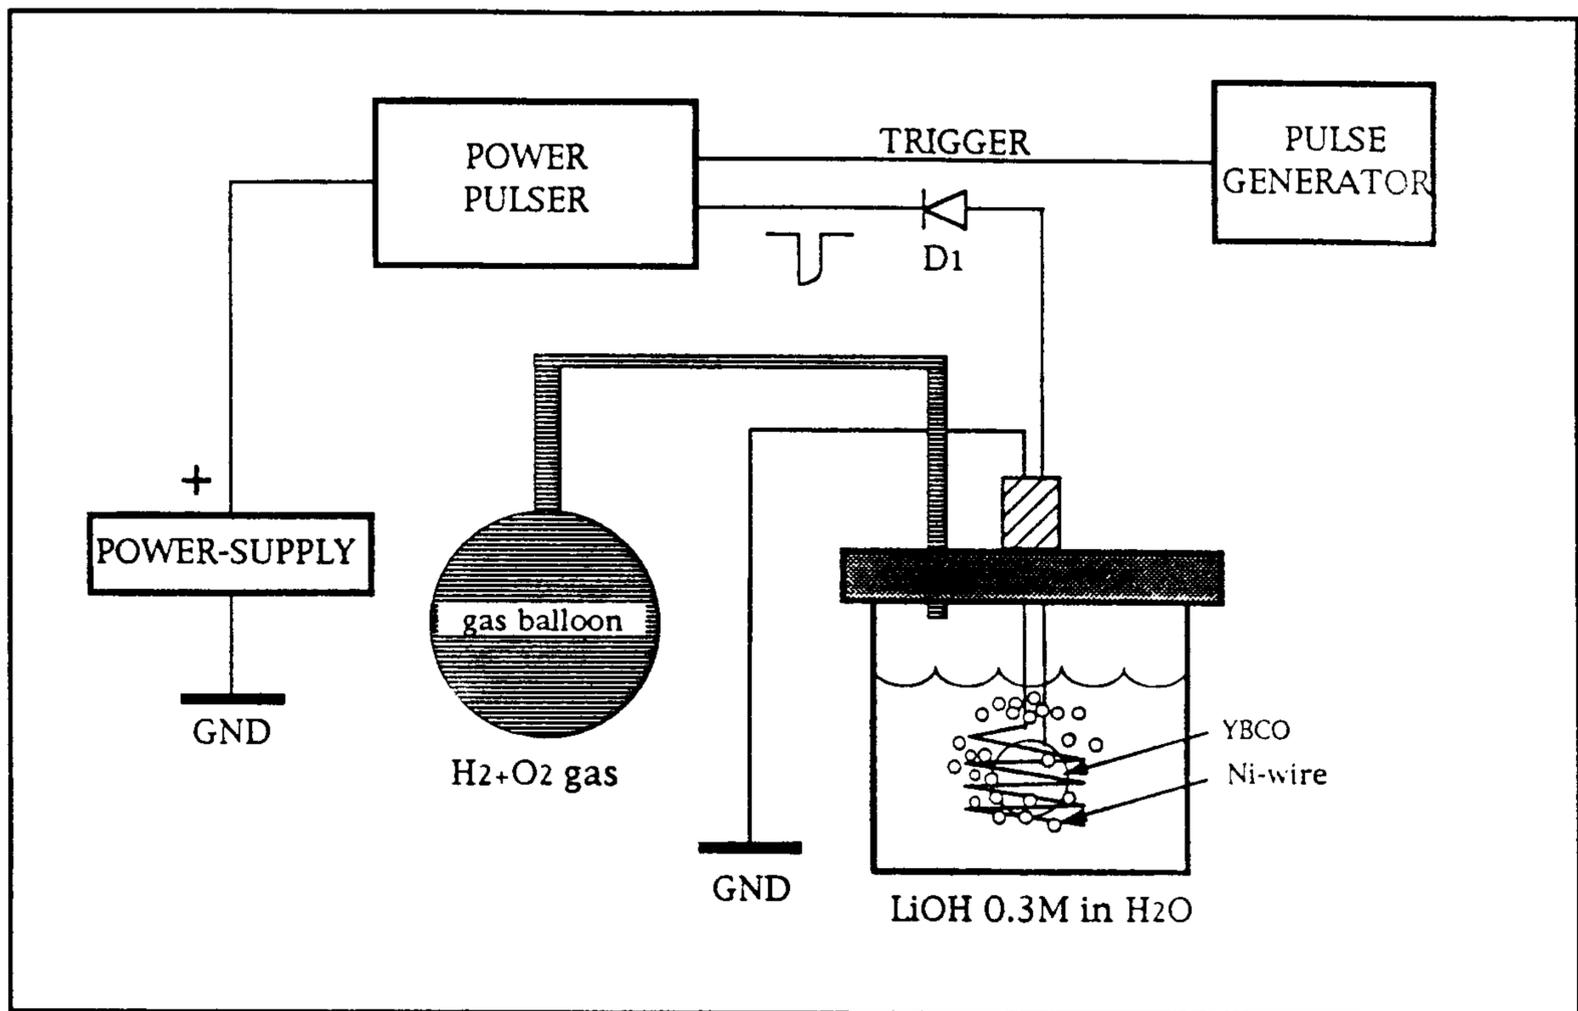 POWER
PULSER
TRIGGER
PULSE
GENERATOR
D1
+
POWER-SUPPLY
GND
gas balloon
H2+O2 gas
GND
YBCO
Ni-wire
LiOH 0.3M in H2O